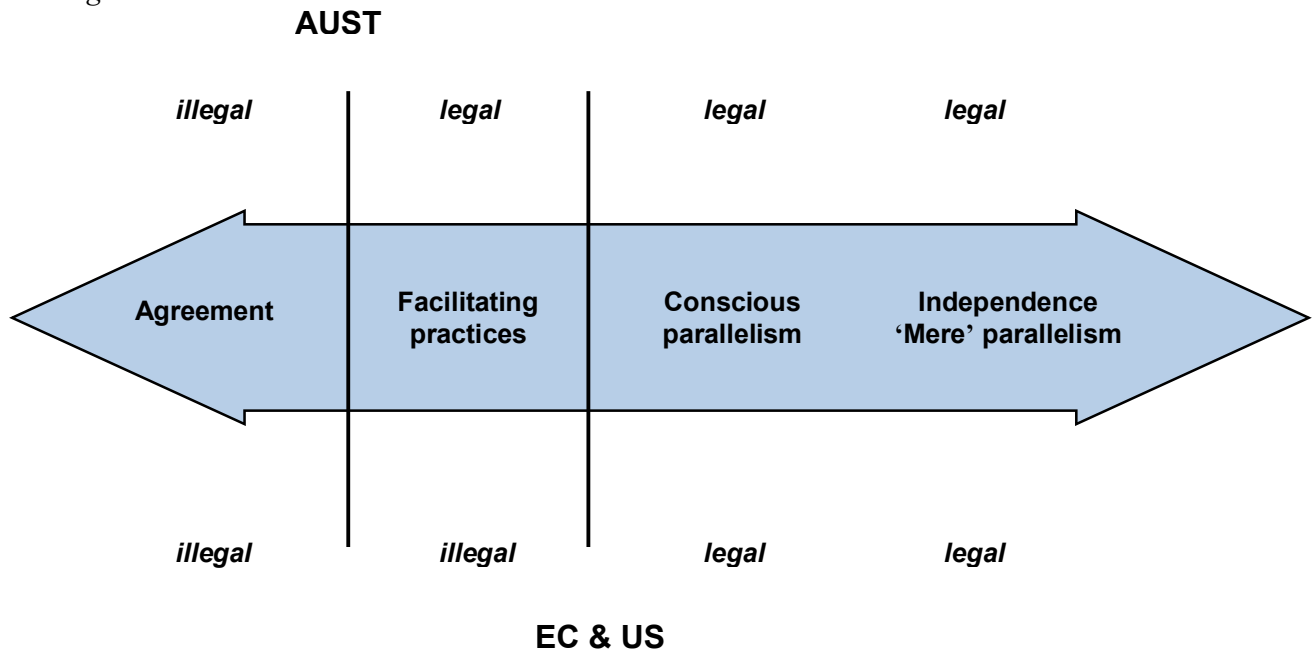 AUST
illegal legal legal legal
Agreement Facilitating practices Conscious parallelism Independence ‘Mere’ parallelism
illegal illegal legal legal
EC & US